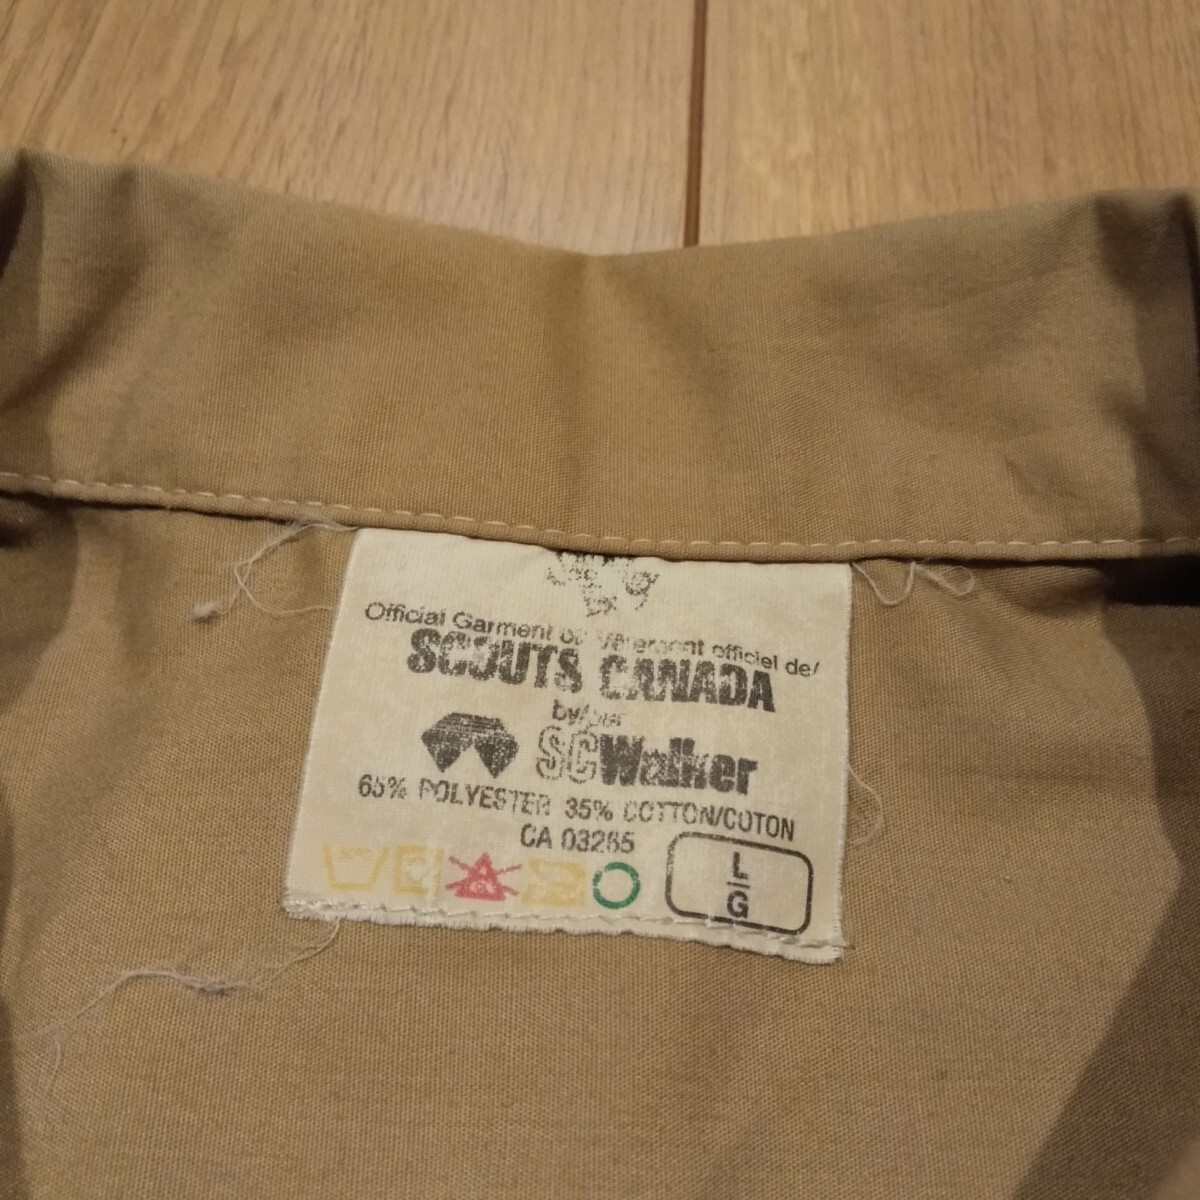 Official Garment of/Vêtement officiel de/
SCOUTS CANADA
by/par
SCWalker
65% POLYESTER 35% COTTON/COTON
CA 03265
L
G